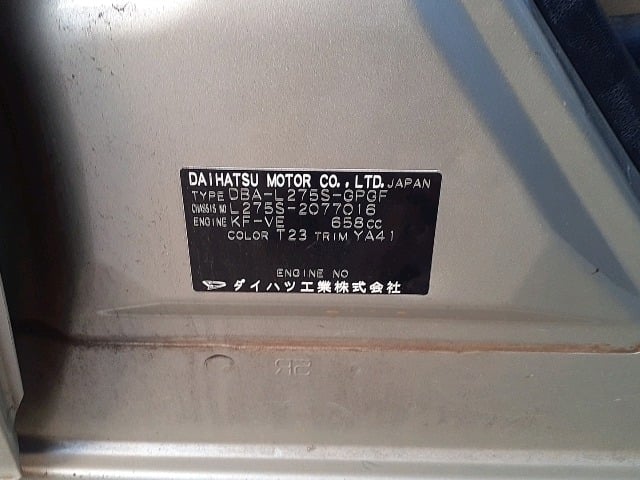 DAIHATSU MOTOR CO., LTD. JAPAN
TYPE DBA-L275S-GPGF
CHASSIS NO L275S-2077016
ENGINE KF-VE 658cc
COLOR T23 TRIM YA41
ENGINE NO
ダイハツ工業株式会社